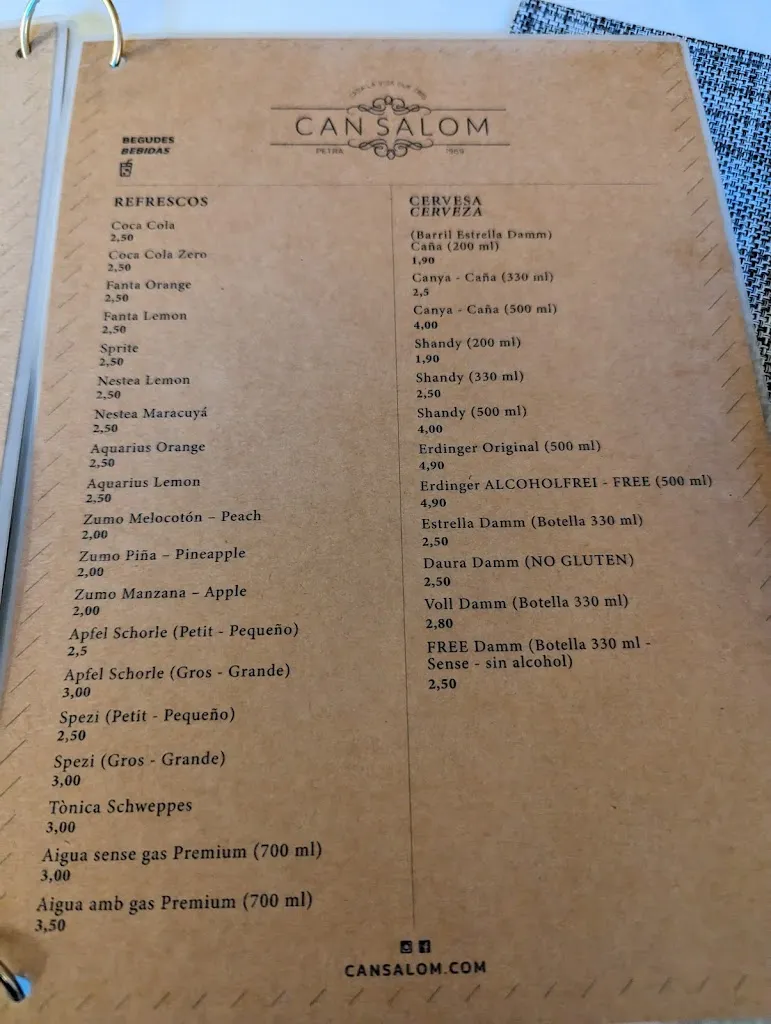 CAN SALOM
PETRA 1969
BEGUDES
BEBIDAS
REFRESCOS
Coca Cola
2,50
Coca Cola Zero
2,50
Fanta Orange
2,50
Fanta Lemon
2,50
Sprite
2,50
Nestea Lemon
2,50
Nestea Maracuyá
2,50
Aquarius Orange
2,50
Aquarius Lemon
2,50
Zumo Melocotón – Peach
2,00
Zumo Piña – Pineapple
2,00
Zumo Manzana – Apple
2,00
Apfel Schorle (Petit - Pequeño)
2,5
Apfel Schorle (Gros - Grande)
3,00
Spezi (Petit - Pequeño)
2,50
Spezi (Gros - Grande)
3,00
Tònica Schweppes
3,00
Aigua sense gas Premium (700 ml)
3,00
Aigua amb gas Premium (700 ml)
3,50
CERVESA
CERVEZA
(Barril Estrella Damm)
Caña (200 ml)
1,90
Canya - Caña (330 ml)
2,5
Canya - Caña (500 ml)
4,00
Shandy (200 ml)
1,90
Shandy (330 ml)
2,50
Shandy (500 ml)
4,00
Erdinger Original (500 ml)
4,90
Erdinger ALCOHOLFREI - FREE (500 ml)
4,90
Estrella Damm (Botella 330 ml)
2,50
Daura Damm (NO GLUTEN)
2,50
Voll Damm (Botella 330 ml)
2,80
FREE Damm (Botella 330 ml -
Sense - sin alcohol)
2,50
CANSALOM.COM